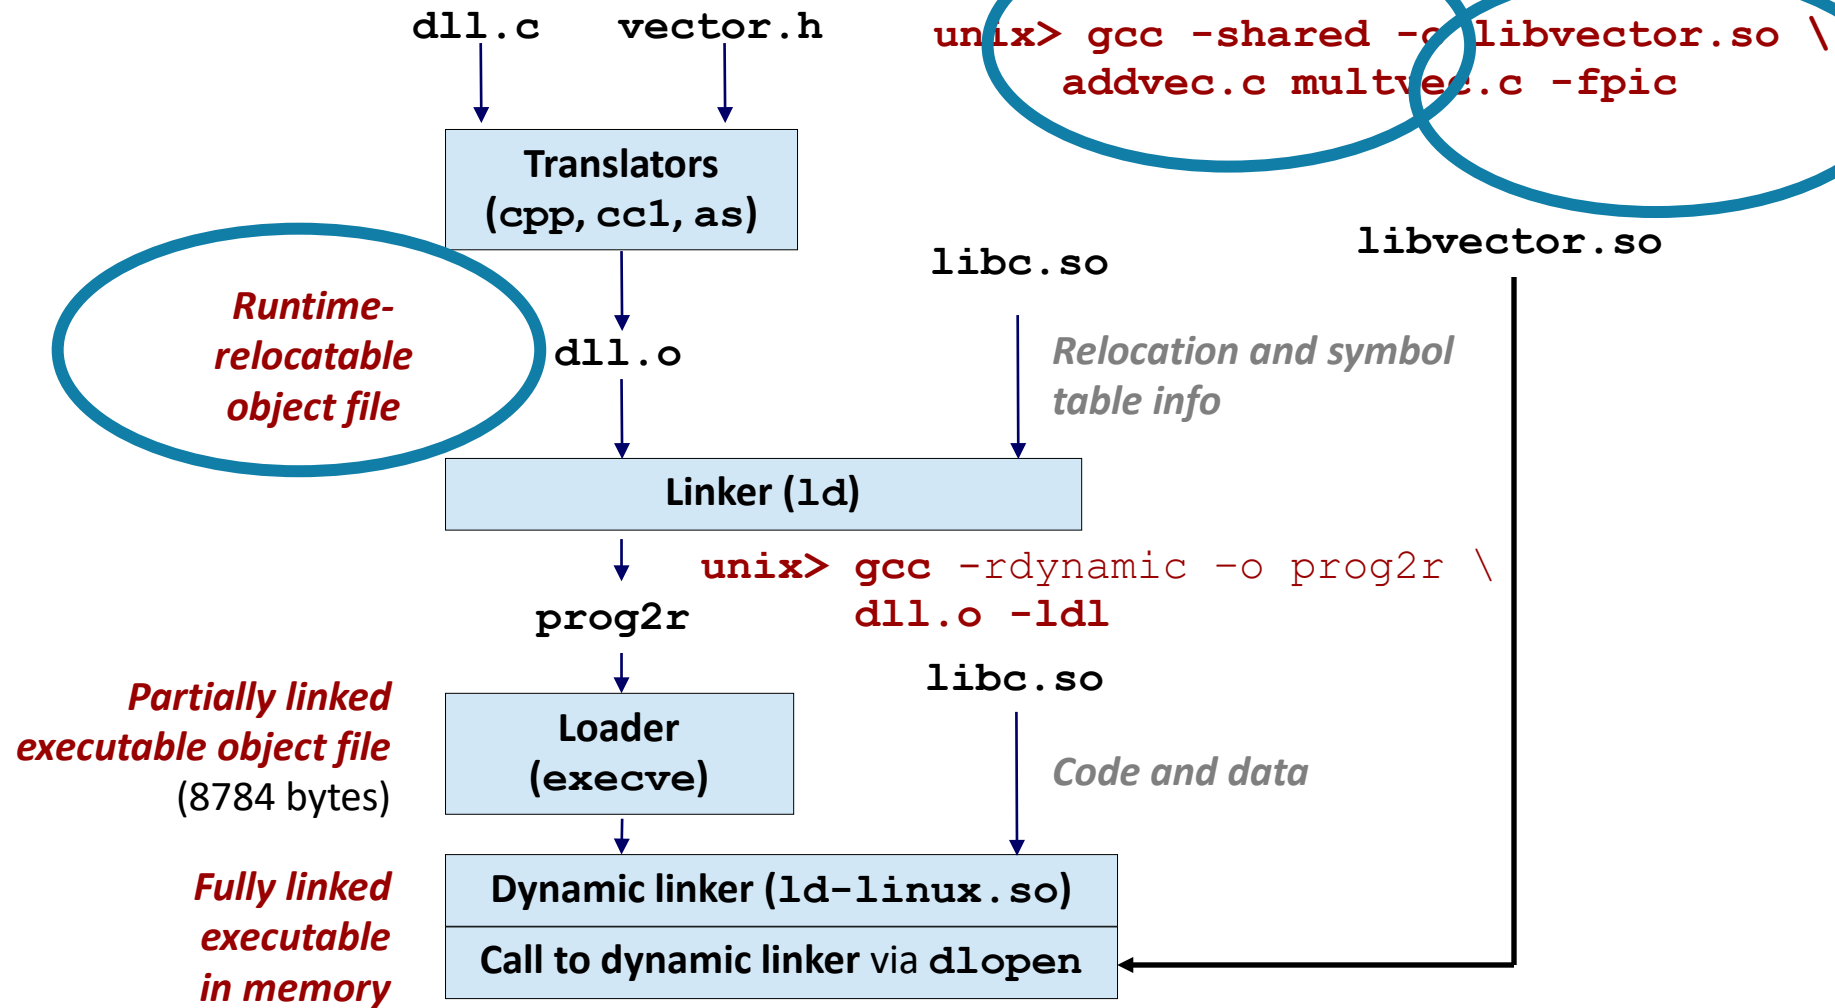 dll.c vector.h
unix> gcc -shared -o libvector.so \
addvec.c multvec.c -fpic
Translators
(cpp, cc1, as)
libc.so
libvector.so
Runtime-
relocatable
object file
dll.o
Relocation and symbol
table info
Linker (ld)
unix> gcc -rdynamic –o prog2r \
dll.o -ldl
prog2r
libc.so
Partially linked
executable object file
(8784 bytes)
Loader
(execve)
Code and data
Fully linked
executable
in memory
Dynamic linker (ld-linux.so)
Call to dynamic linker via dlopen